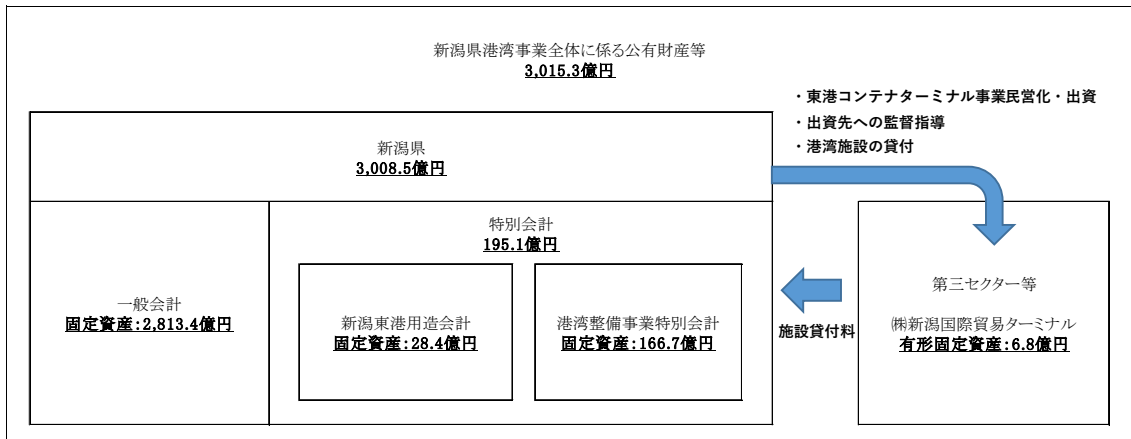 新潟県港湾事業全体に係る公有財産等
3,015.3億円
・東港コンテナターミナル事業民営化・出資
・出資先への監督指導
・港湾施設の貸付
新潟県
3,008.5億円
特別会計
195.1億円
一般会計
固定資産:2,813.4億円
新潟東港用造会計
固定資産:28.4億円
港湾整備事業特別会計
固定資産:166.7億円
施設貸付料
第三セクター等
㈱新潟国際貿易ターミナル
有形固定資産:6.8億円